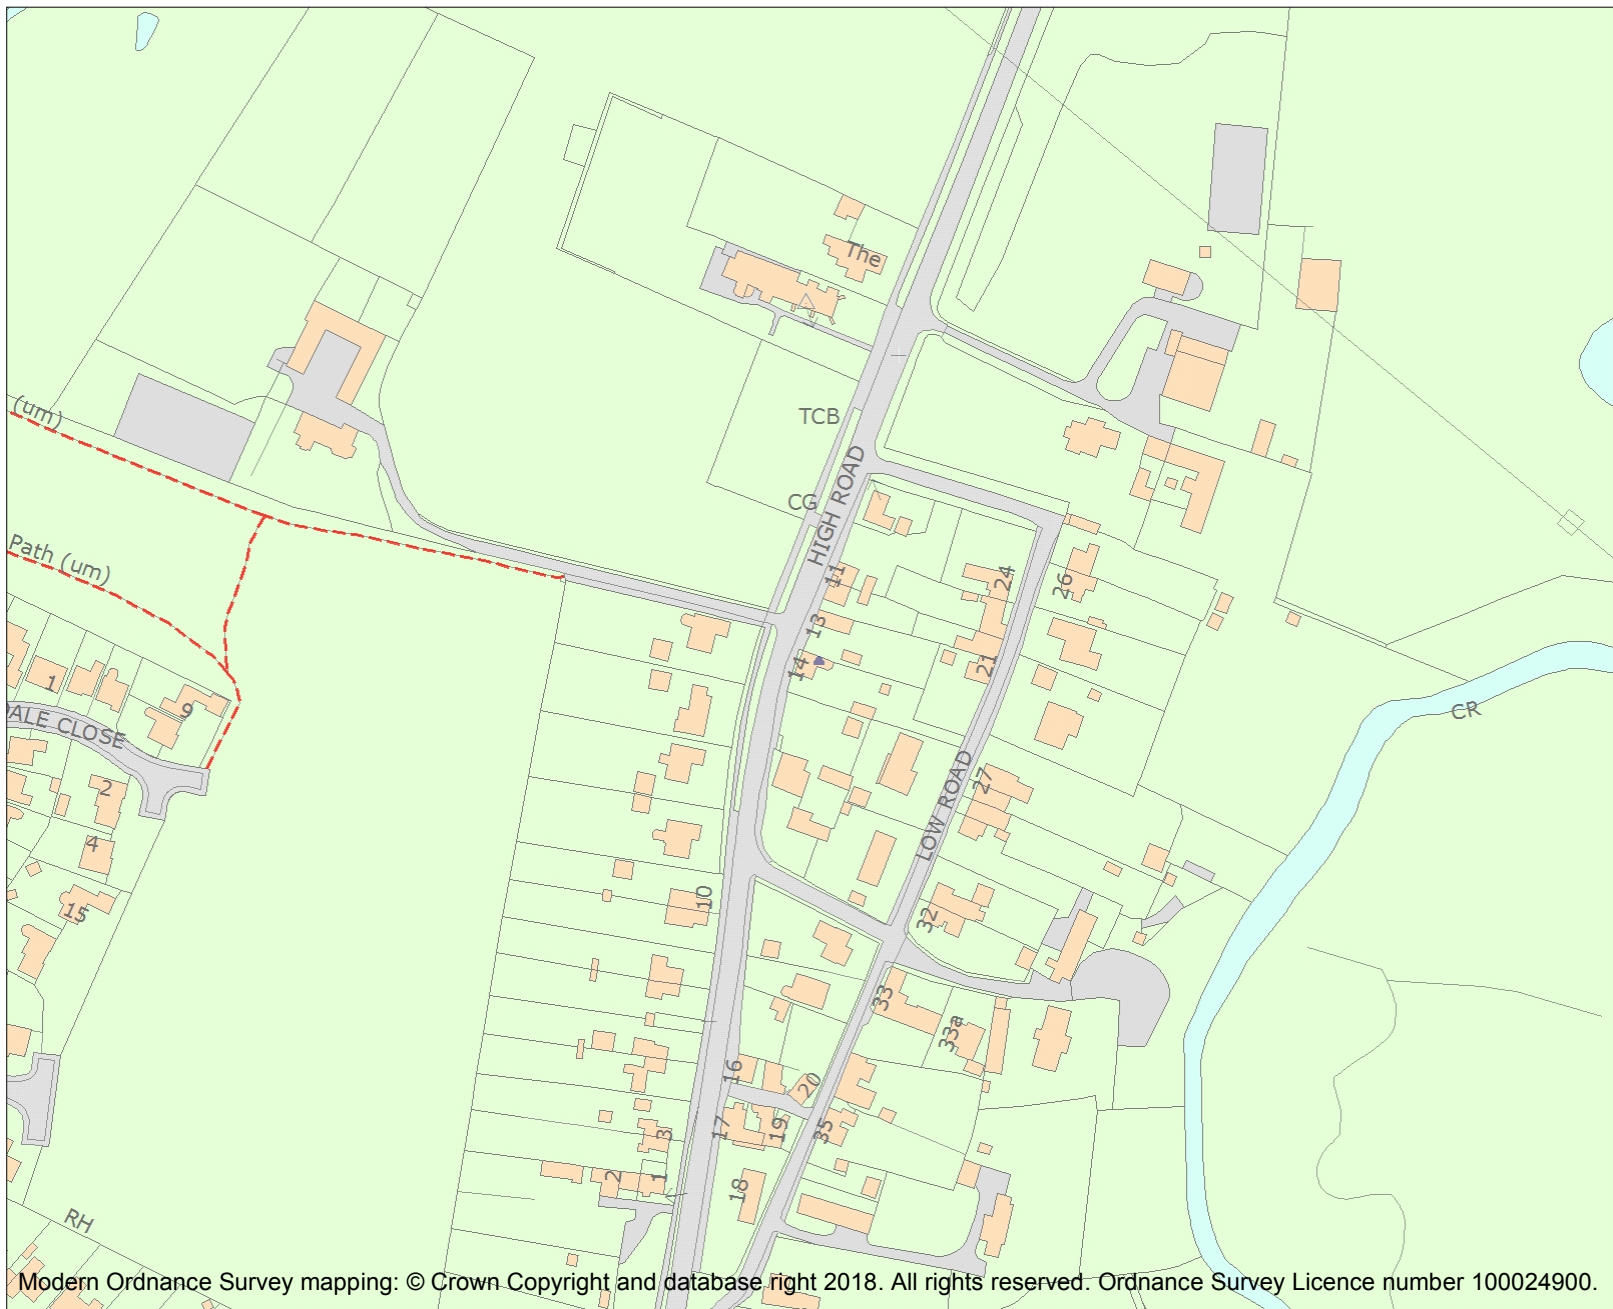 The
(um)
TCB
CG
HIGH ROAD
Path (um)
11
24
26
13
14
21
1
9
DALE CLOSE
CR
2
27
LOW ROAD
4
10
15
32
33
33a
16
20
17
19
35
3
2
1
18
RH
Modern Ordnance Survey mapping: © Crown Copyright and database right 2018. All rights reserved. Ordnance Survey Licence number 100024900.